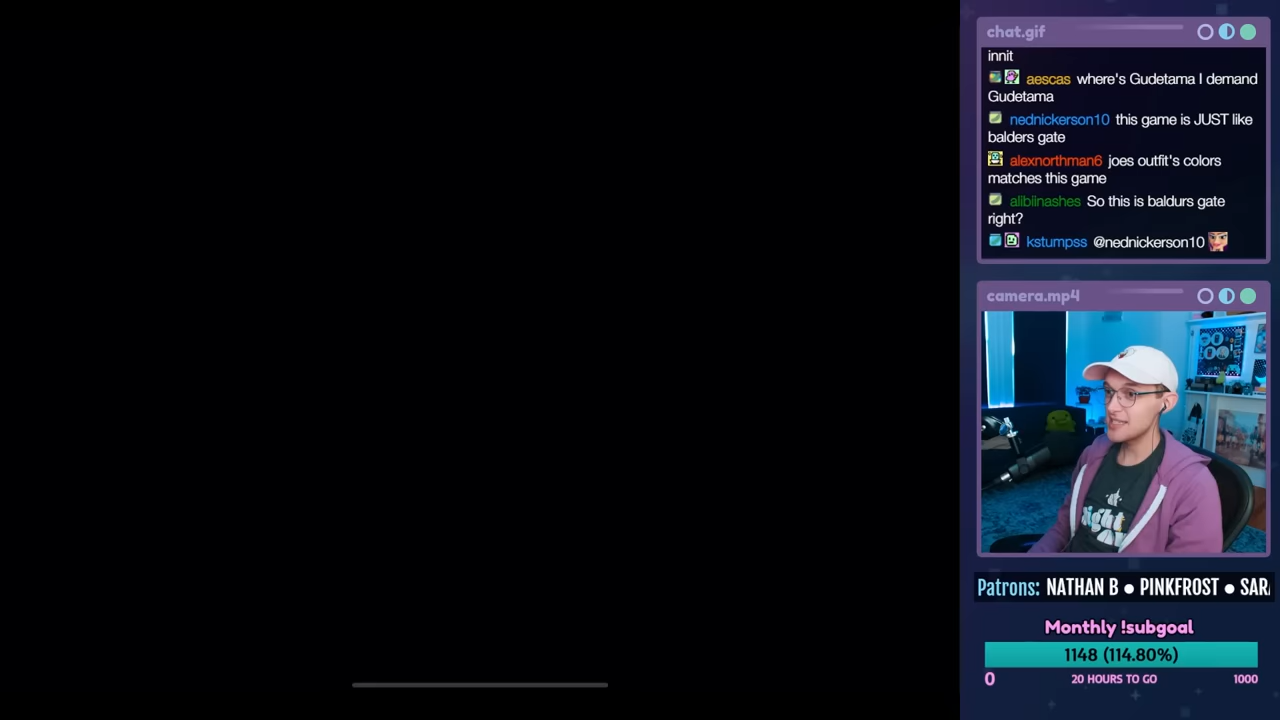 chat.gif
innit
aescas where's Gudetama I demand
Gudetama
nednickerson10 this game is JUST like
balders gate
alexnorthman6 joes outfit's colors
matches this game
alibiinashes So this is baldurs gate
right?
kstumpss @nednickerson10
camera.mp4
Patrons: NATHAN B ● PINKFROST ● SAR
Monthly !subgoal
1148 (114.80%)
0 20 HOURS TO GO 1000